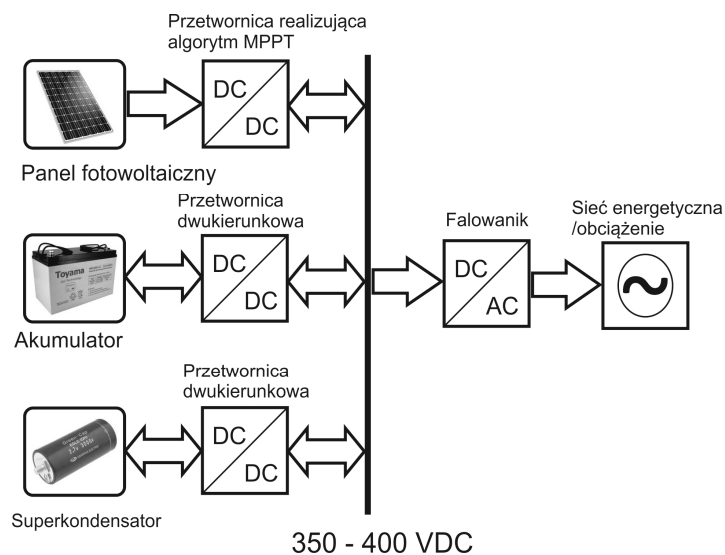 Przetwornica realizująca
algorytm MPPT
DC
DC
Panel fotowoltaiczny
Przetwornica
dwukierunkowa
Toyama
DC
DC
Akumulator
Falowanik
DC
AC
Sieć energetyczna
/obciążenie
Przetwornica
dwukierunkowa
DC
DC
Superkondensator
350 - 400 VDC